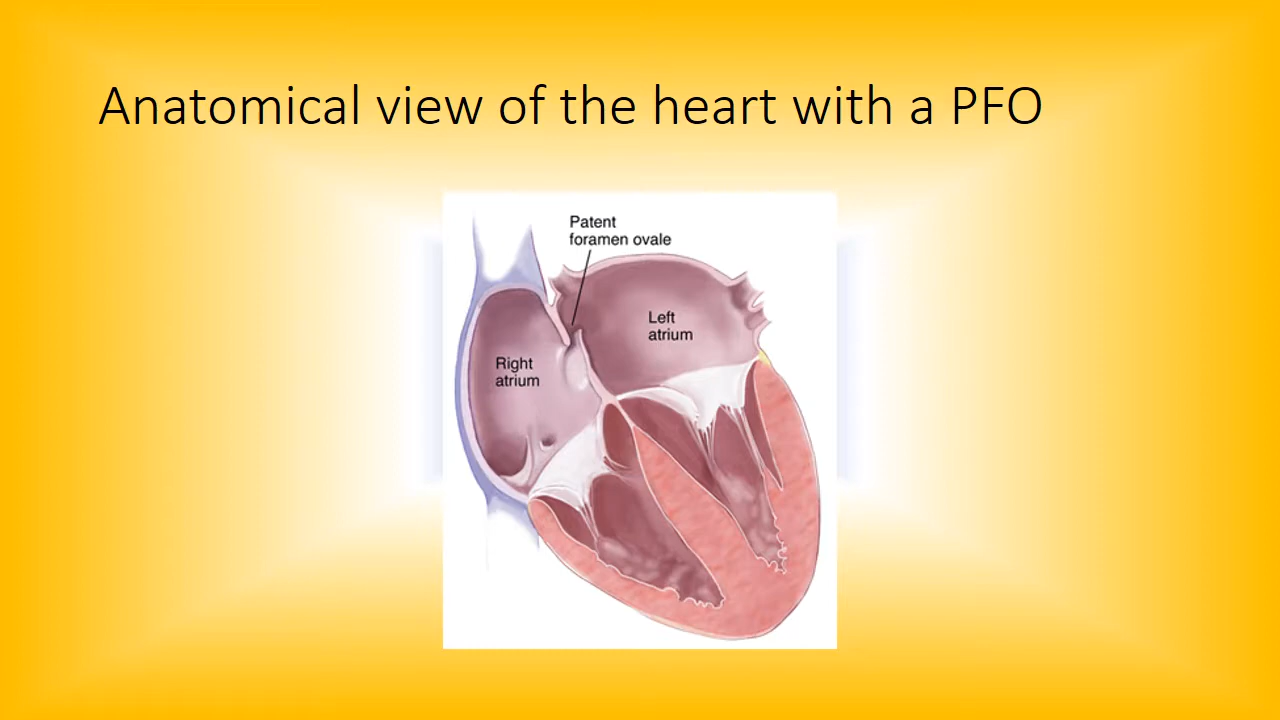 Anatomical view of the heart with a PFO
Patent
foramen ovale
Left
atrium
Right
atrium